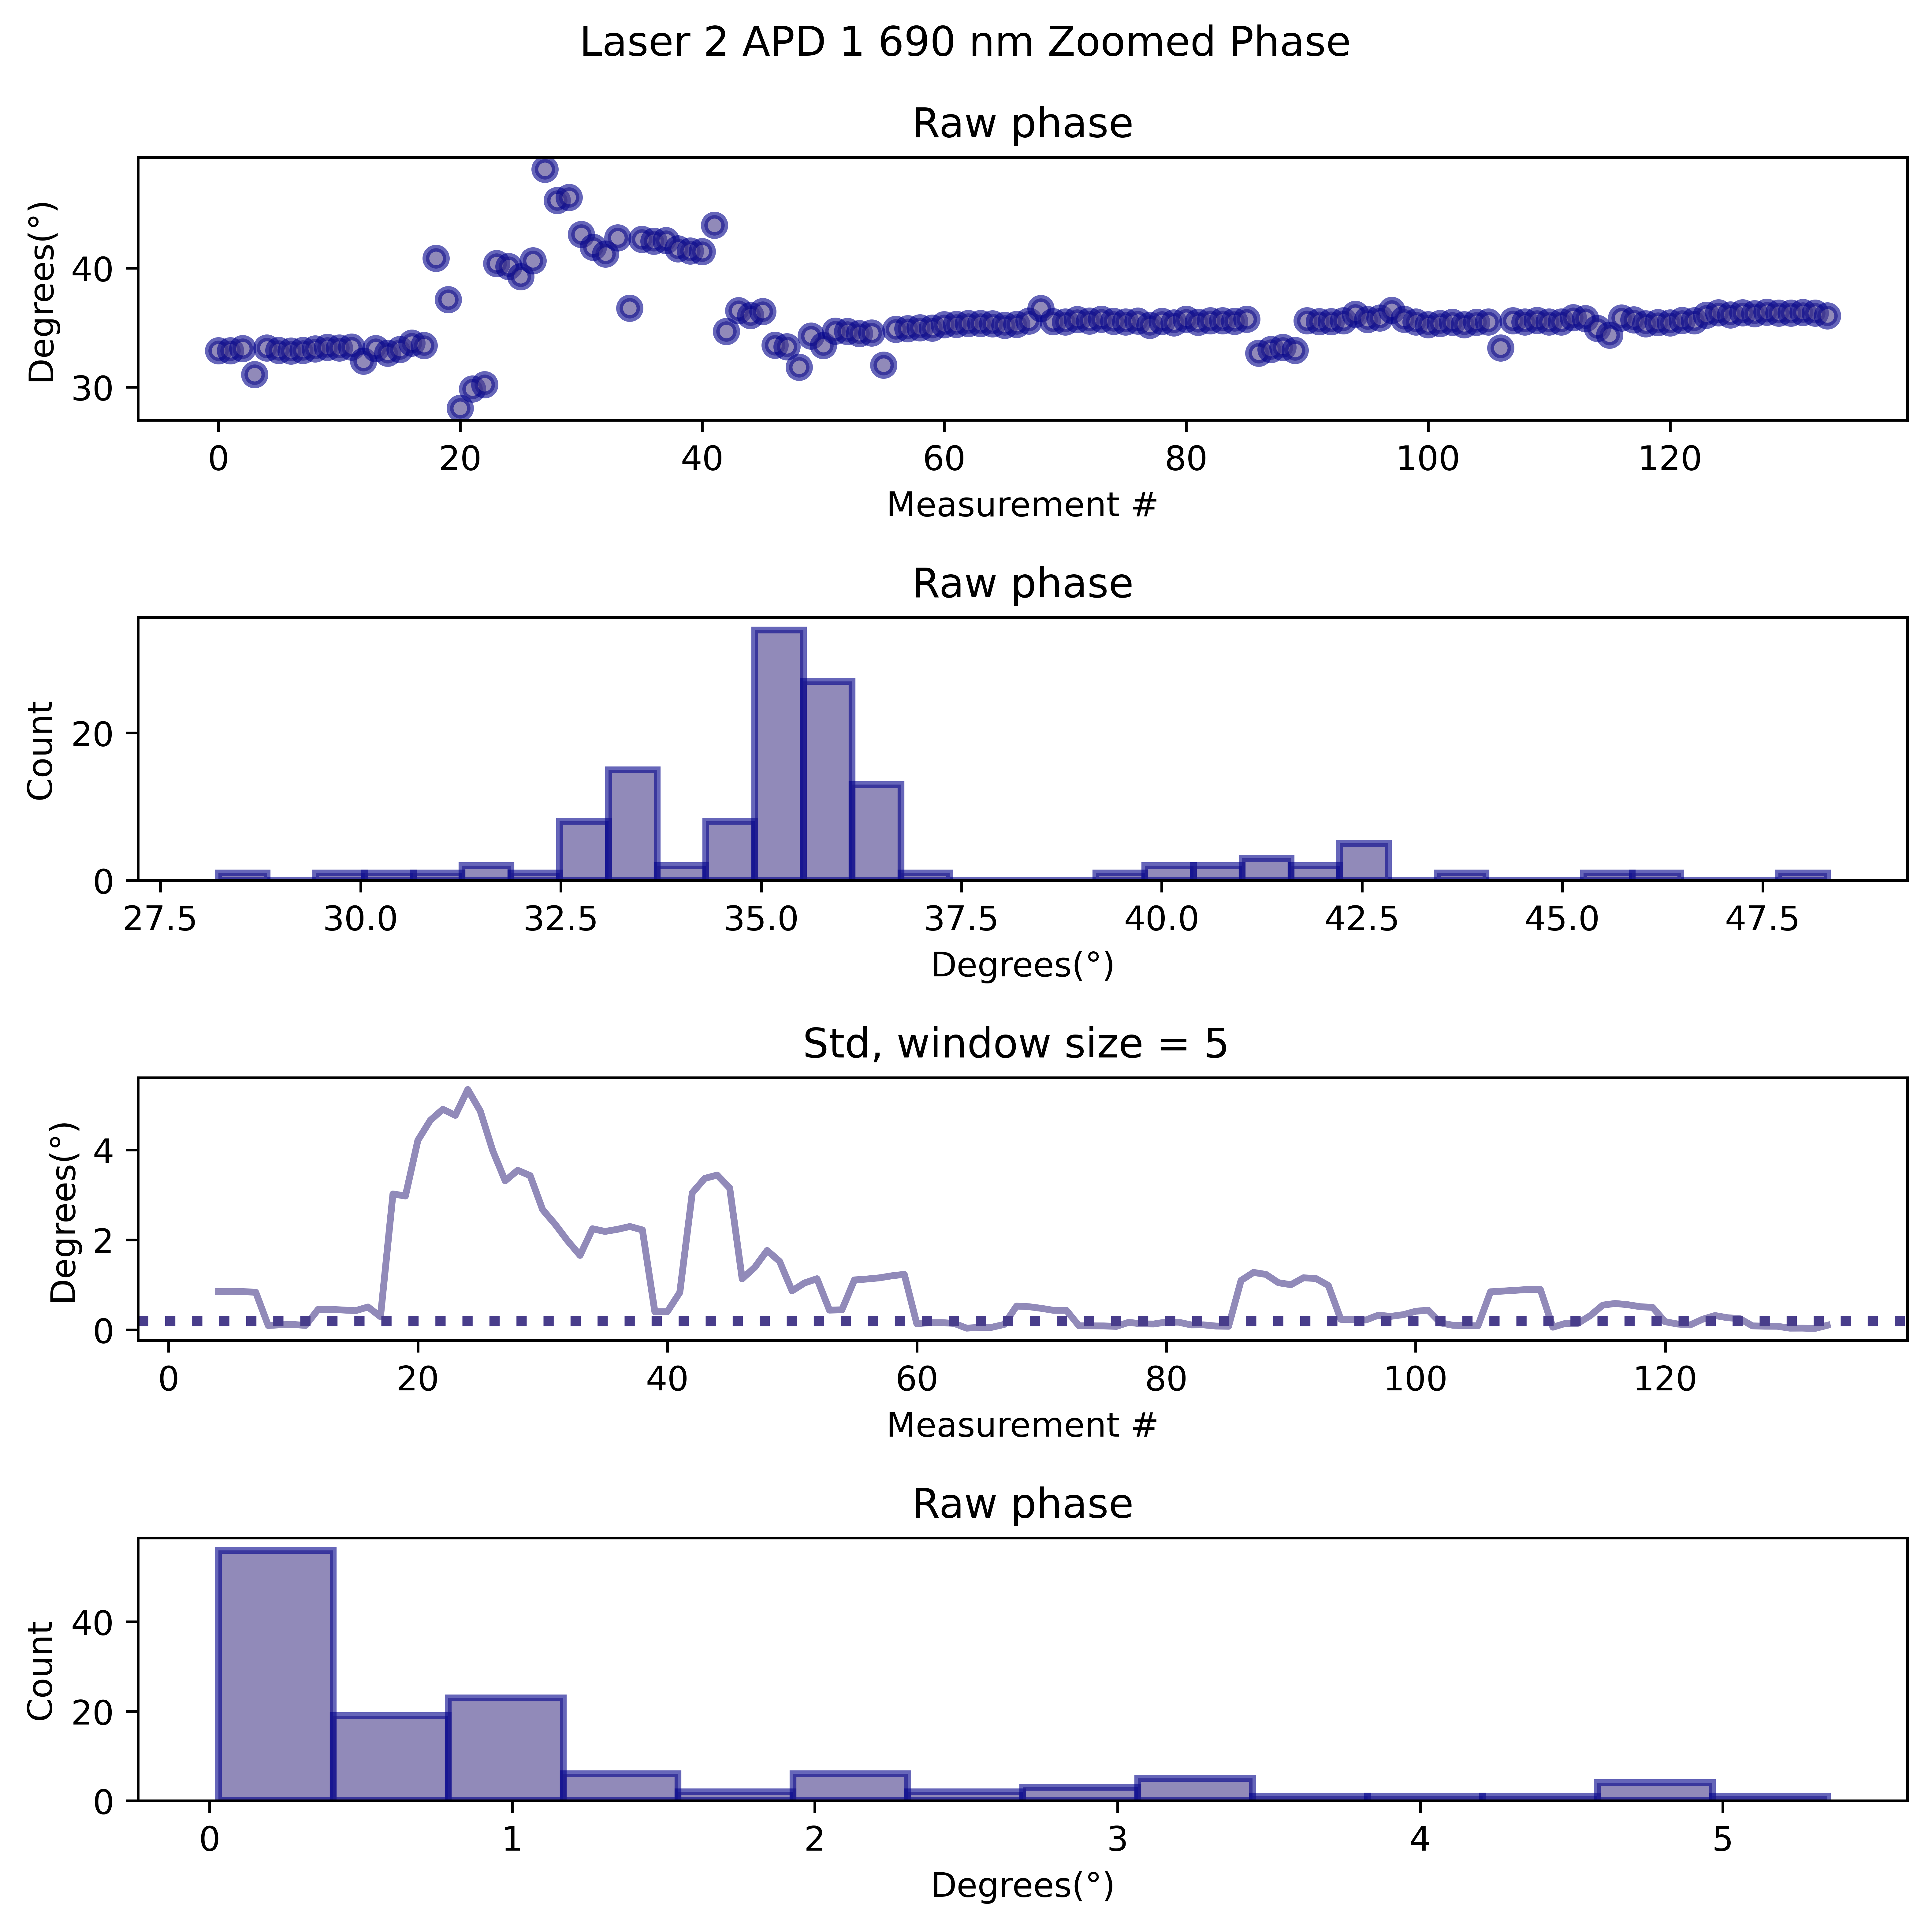 Laser 2 APD 1 690 nm Zoomed Phase
Raw phase
Degrees(°)
40
30
0 20 40 60 80 100 120
Measurement #
Raw phase
Count
20
0
27.5 30.0 32.5 35.0 37.5 40.0 42.5 45.0 47.5
Degrees(°)
Std, window size = 5
Degrees(°)
4
2
0
0 20 40 60 80 100 120
Measurement #
Raw phase
Count
40
20
0
0 1 2 3 4 5
Degrees(°)